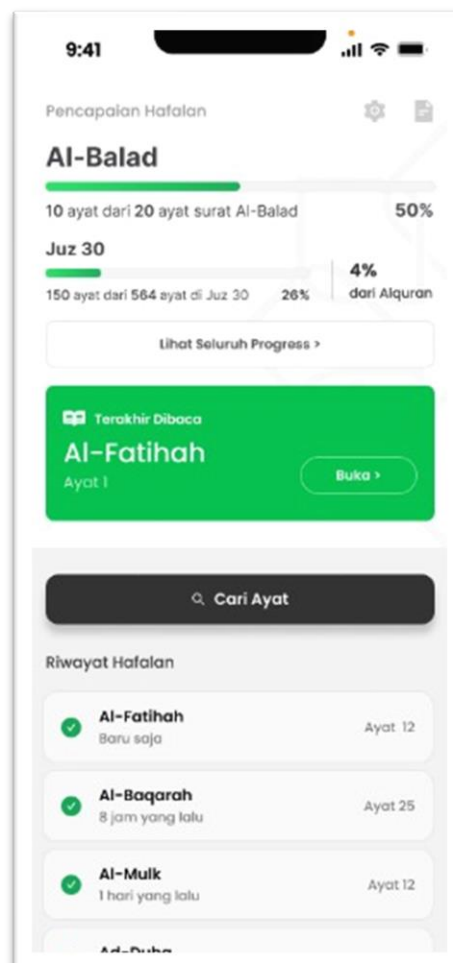 9:41
Pencapaian Hafalan
Al-Balad
10 ayat dari 20 ayat surat Al-Balad 50%
Juz 30
150 ayat dari 564 ayat di Juz 30 26%
4%
dari Alquran
Lihat Seluruh Progress >
Terakhir Dibaca
Al-Fatihah
Ayat 1
Buka >
Cari Ayat
Riwayat Hafalan
Al-Fatihah
Baru saja
Ayat 12
Al-Baqarah
8 jam yang lalu
Ayat 25
Al-Mulk
1 hari yang lalu
Ayat 12
Ad-Duha